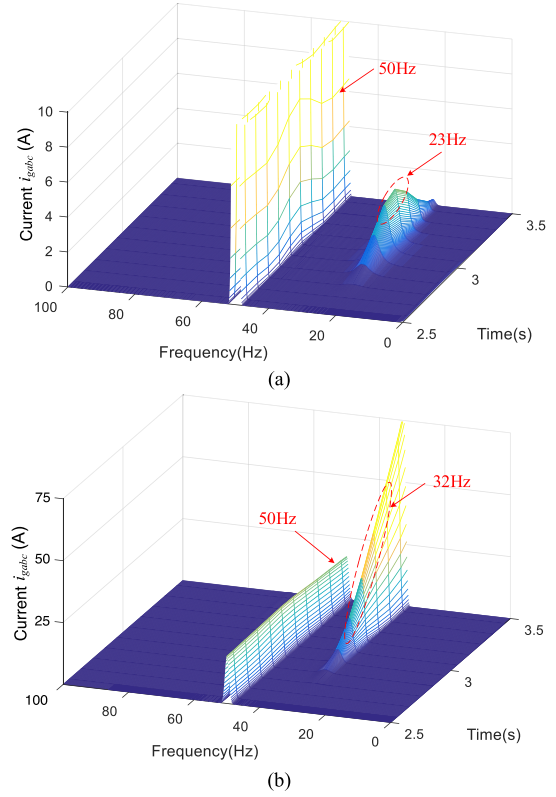 50Hz
23Hz
10
8
6
4
2
0
Current i_gabc (A)
100
80
60
40
20
0
Frequency(Hz)
2.5
3
3.5
Time(s)
(a)
32Hz
50Hz
75
50
25
Current i_gabc (A)
100
80
60
40
20
0
Frequency(Hz)
2.5
3
3.5
Time(s)
(b)